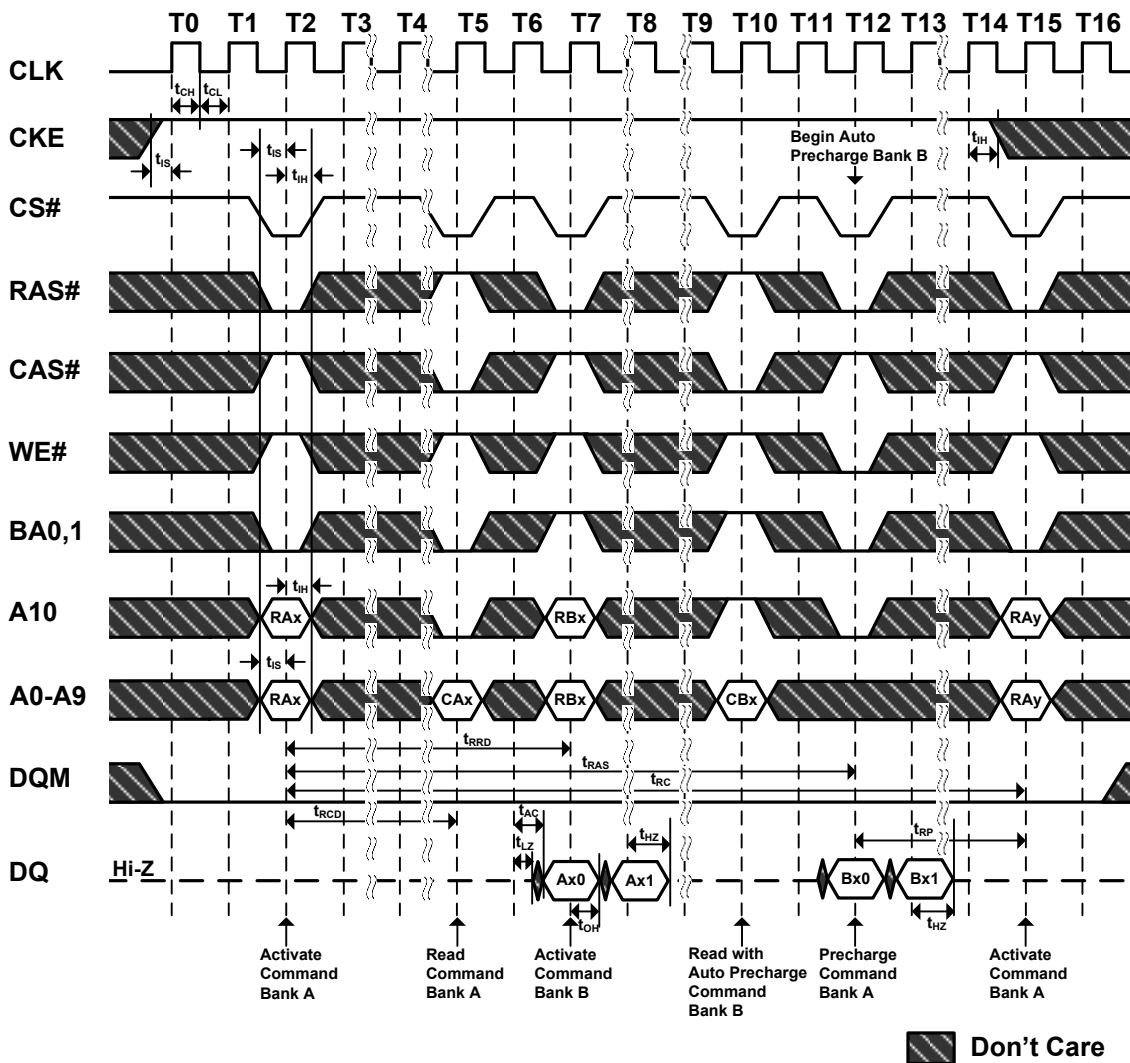 T0 T1 T2 T3 T4 T5 T6 T7 T8 T9 T10 T11 T12 T13 T14 T15 T16
CLK
tCH tCL
CKE
tIS
tIS
tIH
Begin Auto
Precharge Bank B
tIH
CS#
RAS#
CAS#
WE#
BA0,1
tIH
A10
RAx RBx RAy
tIS
A0-A9
RAx CAx RBx CBx RAy
tRRD
tRAS
DQM
tRC
tRCD
tAC
tHZ
tRP
tLZ
DQ
Hi-Z
Ax0 Ax1 Bx0 Bx1
tOH
tHZ
Activate
Command
Bank A
Read
Command
Bank A
Activate
Command
Bank B
Read with
Auto Precharge
Command
Bank B
Precharge
Command
Bank A
Activate
Command
Bank A
Don't Care